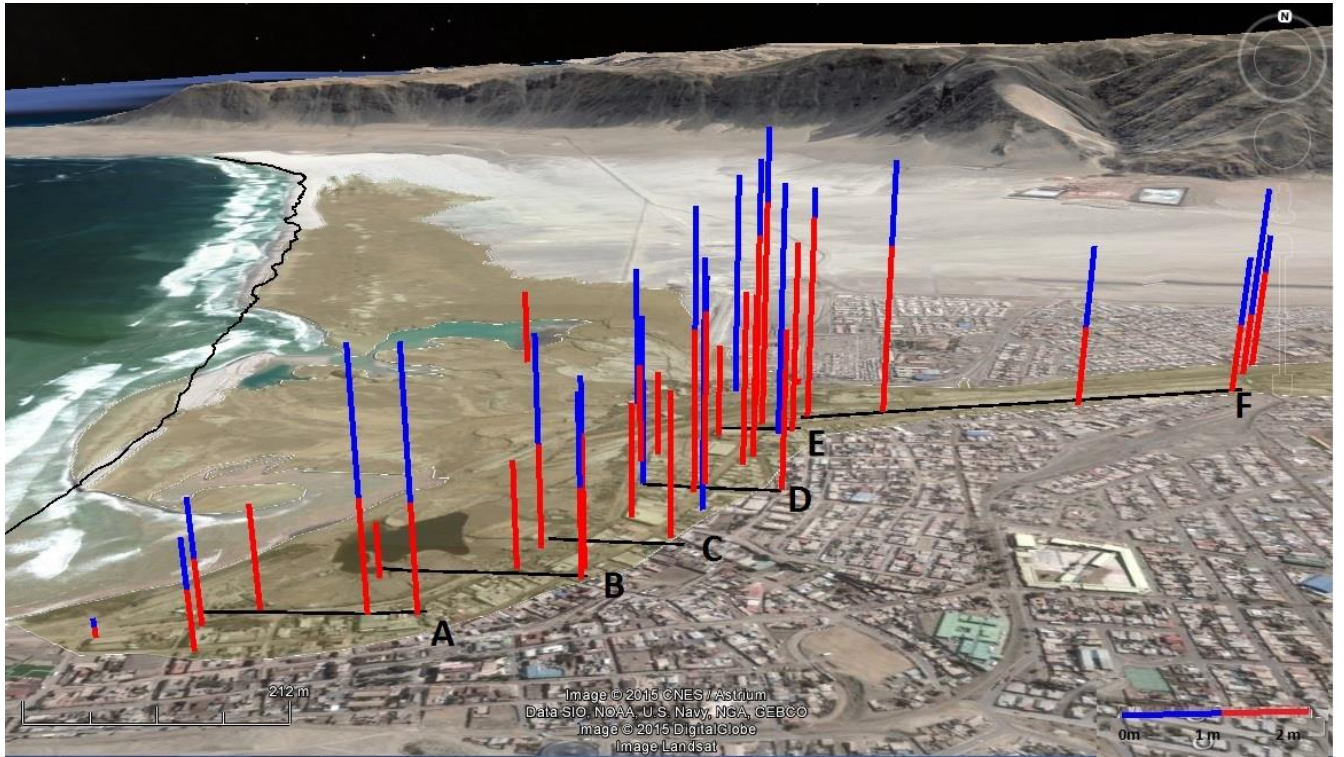 N
F
E
D
C
B
A
212 m
Image © 2015 CNES / Astrium
Data SIO, NOAA, U.S. Navy, NGA, GEBCO
Image © 2015 DigitalGlobe
Image Landsat
0m 1 m 2 m